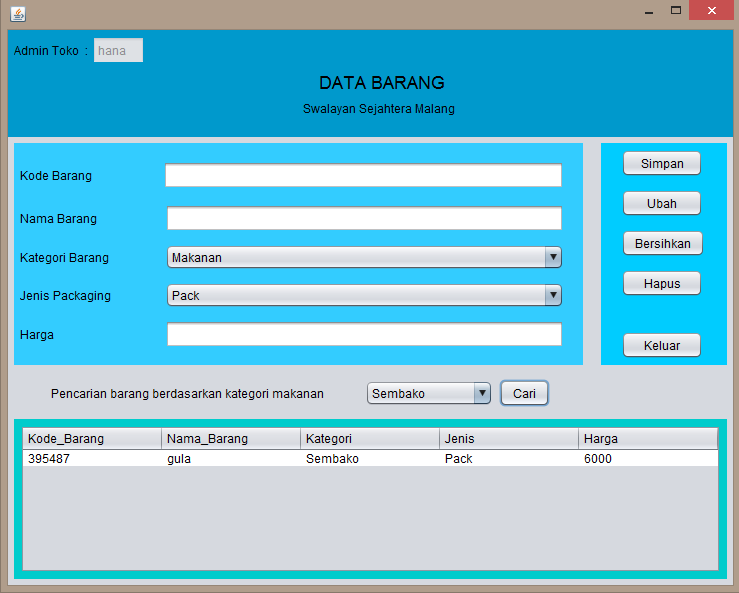 Admin Toko : hana
DATA BARANG
Swalayan Sejahtera Malang
Kode Barang
Nama Barang
Kategori Barang Makanan
Jenis Packaging Pack
Harga
Simpan
Ubah
Bersihkan
Hapus
Keluar
Pencarian barang berdasarkan kategori makanan Sembako Cari
Kode_Barang Nama_Barang Kategori Jenis Harga
395487 gula Sembako Pack 6000